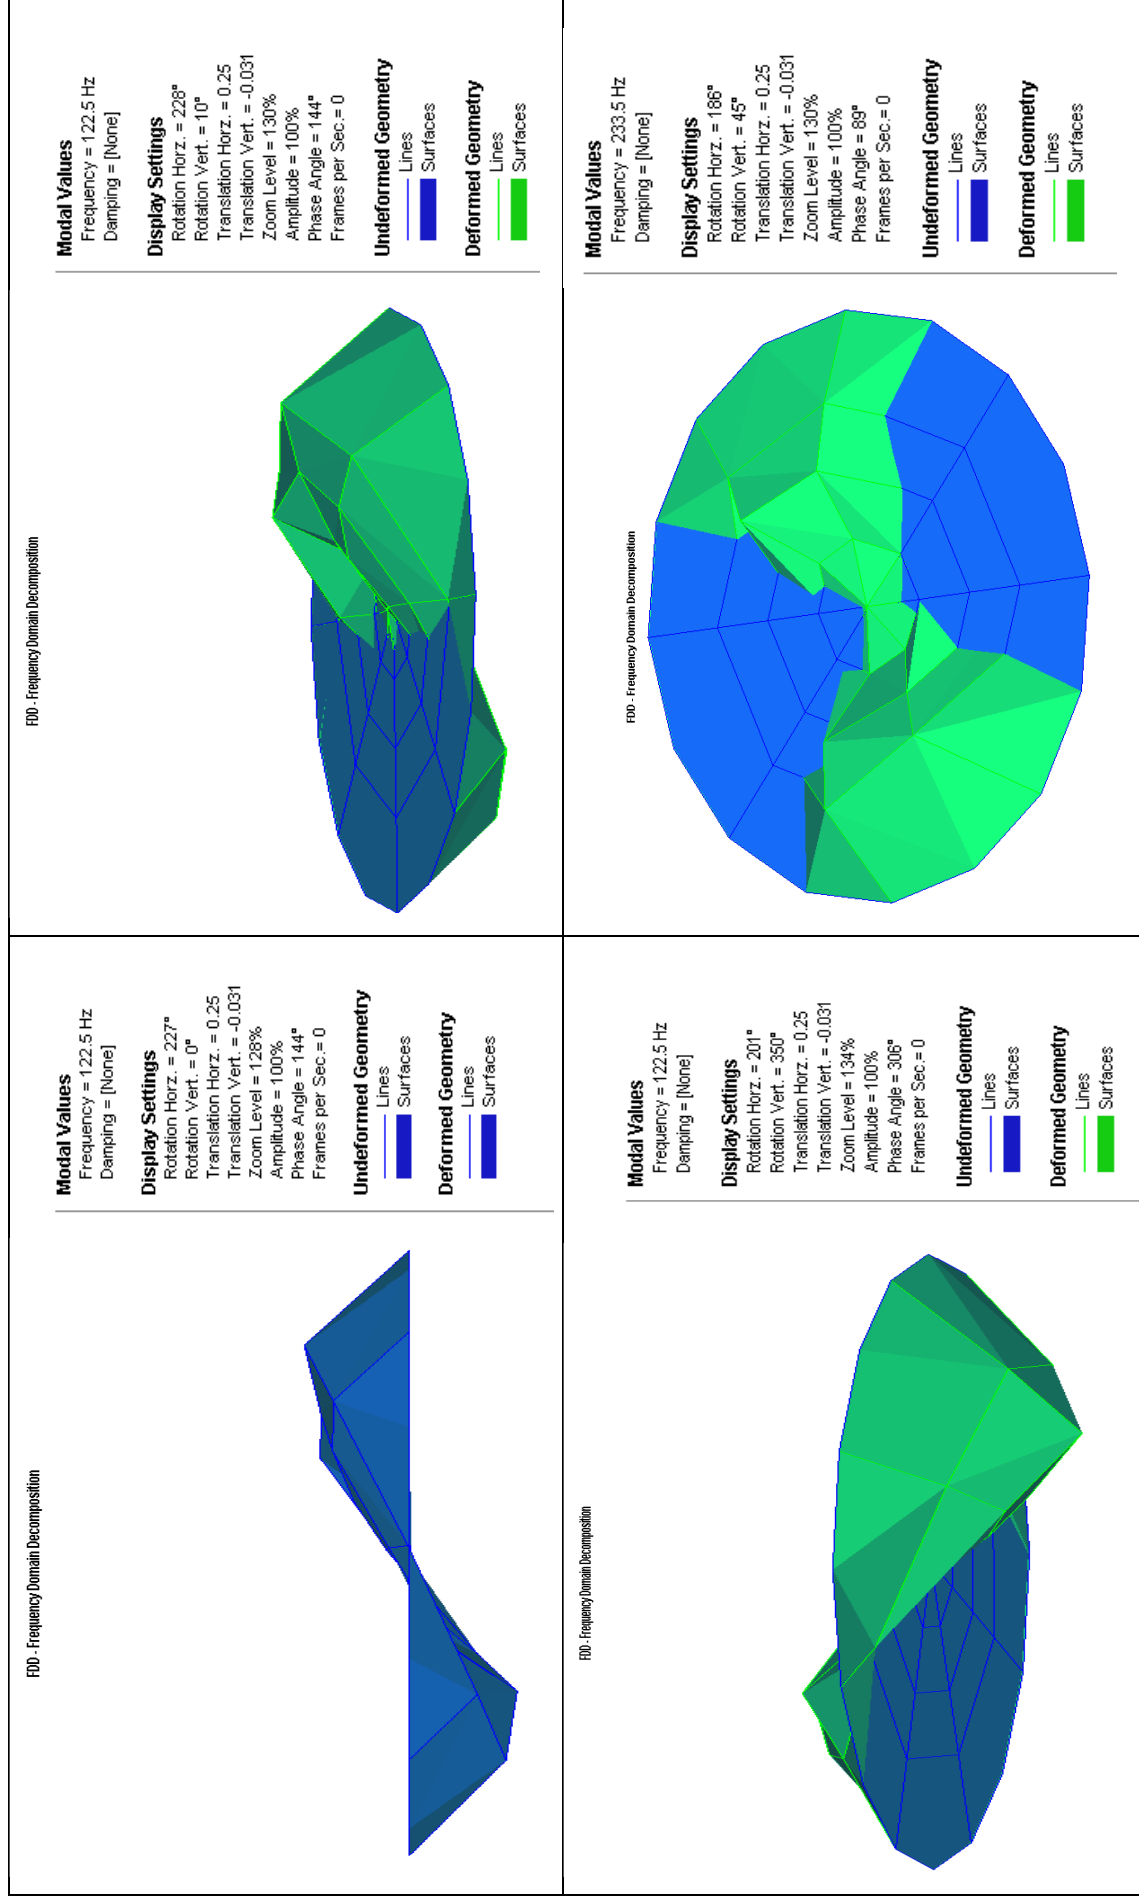 FDD - Frequency Domain Decomposition
Modal Values
Frequency = 122.5 Hz
Damping = [None]
Display Settings
Rotation Horz. = 227°
Rotation Vert. = 0°
Translation Horz. = 0.25
Translation Vert. = -0.031
Zoom Level = 128%
Amplitude = 100%
Phase Angle = 144°
Frames per Sec.= 0
Undeformed Geometry
Lines
Surfaces
Deformed Geometry
Lines
Surfaces
FDD - Frequency Domain Decomposition
Modal Values
Frequency = 122.5 Hz
Damping = [None]
Display Settings
Rotation Horz. = 228°
Rotation Vert. = 10°
Translation Horz. = 0.25
Translation Vert. = -0.031
Zoom Level = 130%
Amplitude = 100%
Phase Angle = 144°
Frames per Sec.= 0
Undeformed Geometry
Lines
Surfaces
Deformed Geometry
Lines
Surfaces
FDD - Frequency Domain Decomposition
Modal Values
Frequency = 122.5 Hz
Damping = [None]
Display Settings
Rotation Horz. = 201°
Rotation Vert. = 350°
Translation Horz. = 0.25
Translation Vert. = -0.031
Zoom Level = 134%
Amplitude = 100%
Phase Angle = 306°
Frames per Sec.= 0
Undeformed Geometry
Lines
Surfaces
Deformed Geometry
Lines
Surfaces
FDD - Frequency Domain Decomposition
Modal Values
Frequency = 233.5 Hz
Damping = [None]
Display Settings
Rotation Horz. = 186°
Rotation Vert. = 45°
Translation Horz. = 0.25
Translation Vert. = -0.031
Zoom Level = 130%
Amplitude = 100%
Phase Angle = 89°
Frames per Sec.= 0
Undeformed Geometry
Lines
Surfaces
Deformed Geometry
Lines
Surfaces